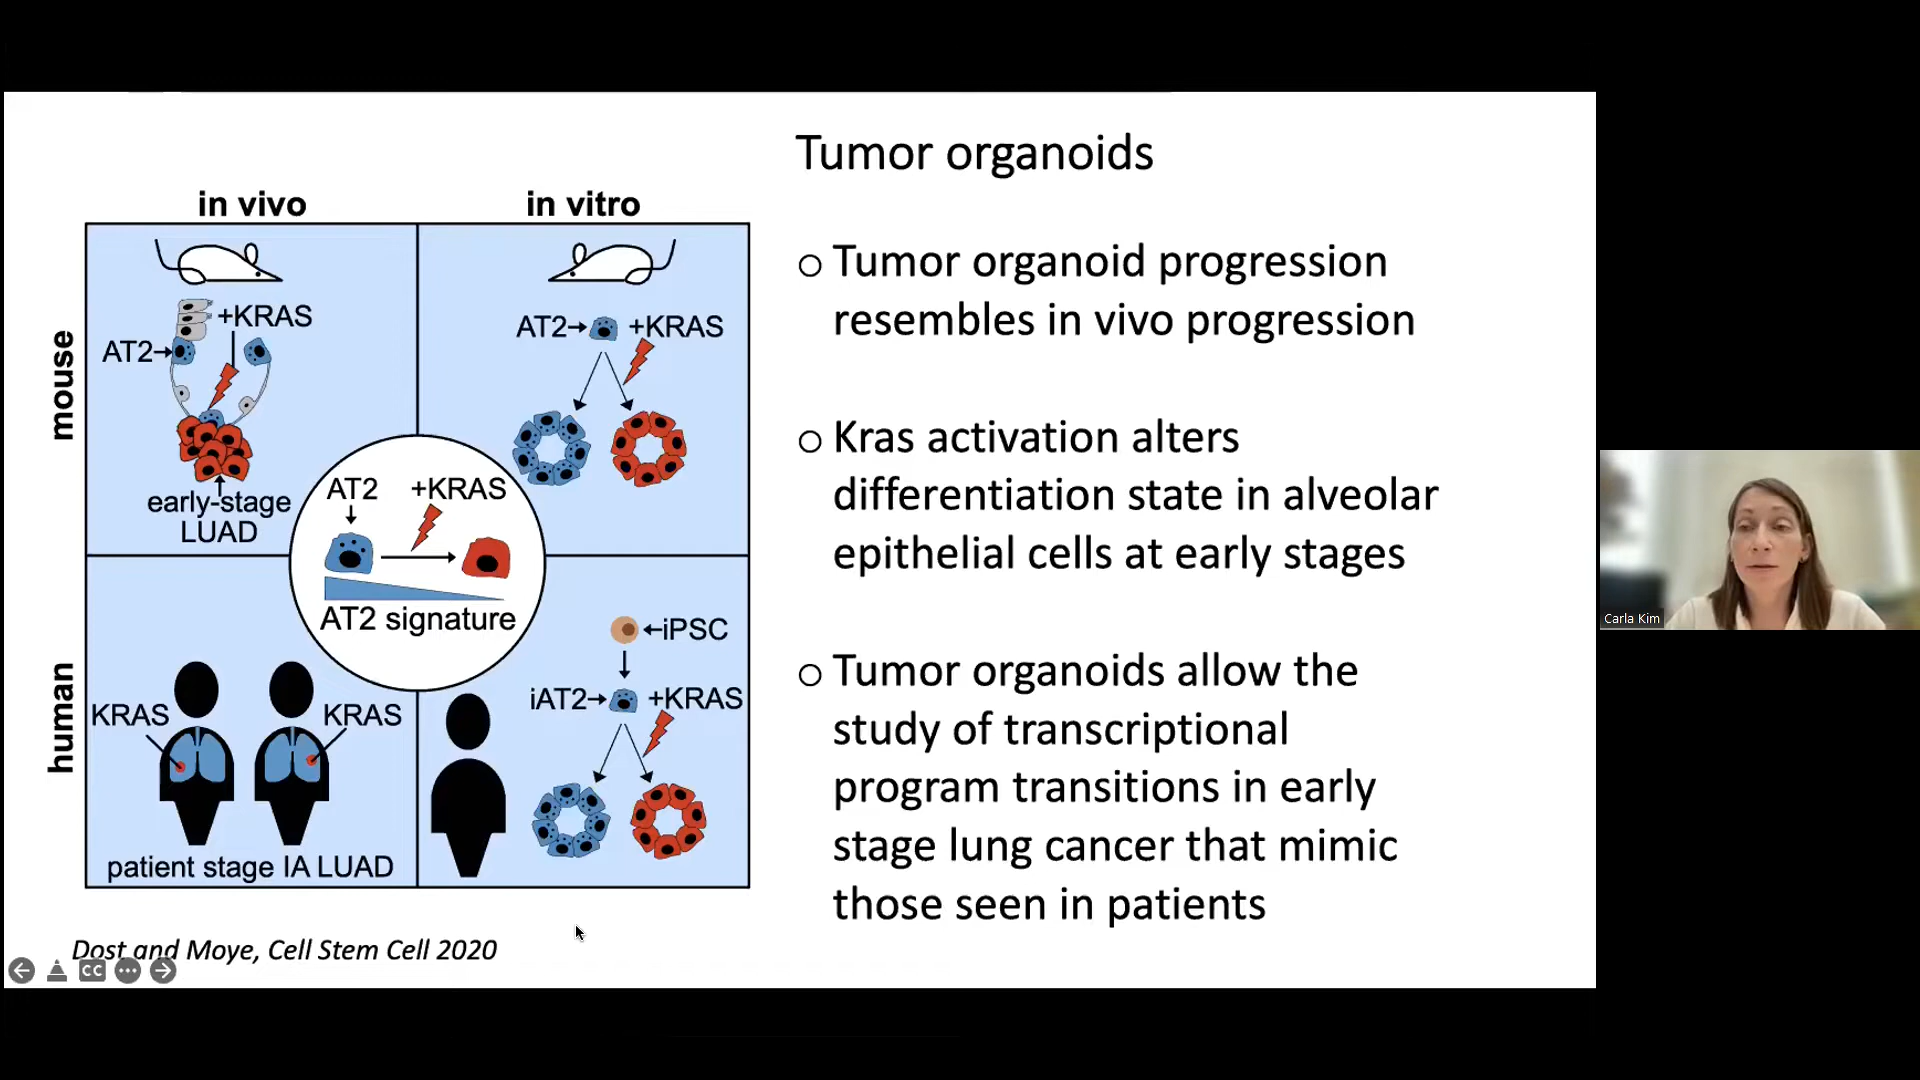 Tumor organoids
in vivo
in vitro
mouse
human
+KRAS
AT2
early-stage
LUAD
AT2
+KRAS
AT2
+KRAS
AT2 signature
KRAS
KRAS
patient stage IA LUAD
iPSC
iAT2
+KRAS
Tumor organoid progression
resembles in vivo progression
Kras activation alters
differentiation state in alveolar
epithelial cells at early stages
Tumor organoids allow the
study of transcriptional
program transitions in early
stage lung cancer that mimic
those seen in patients
Dost and Moye, Cell Stem Cell 2020
CC
Carla Kim